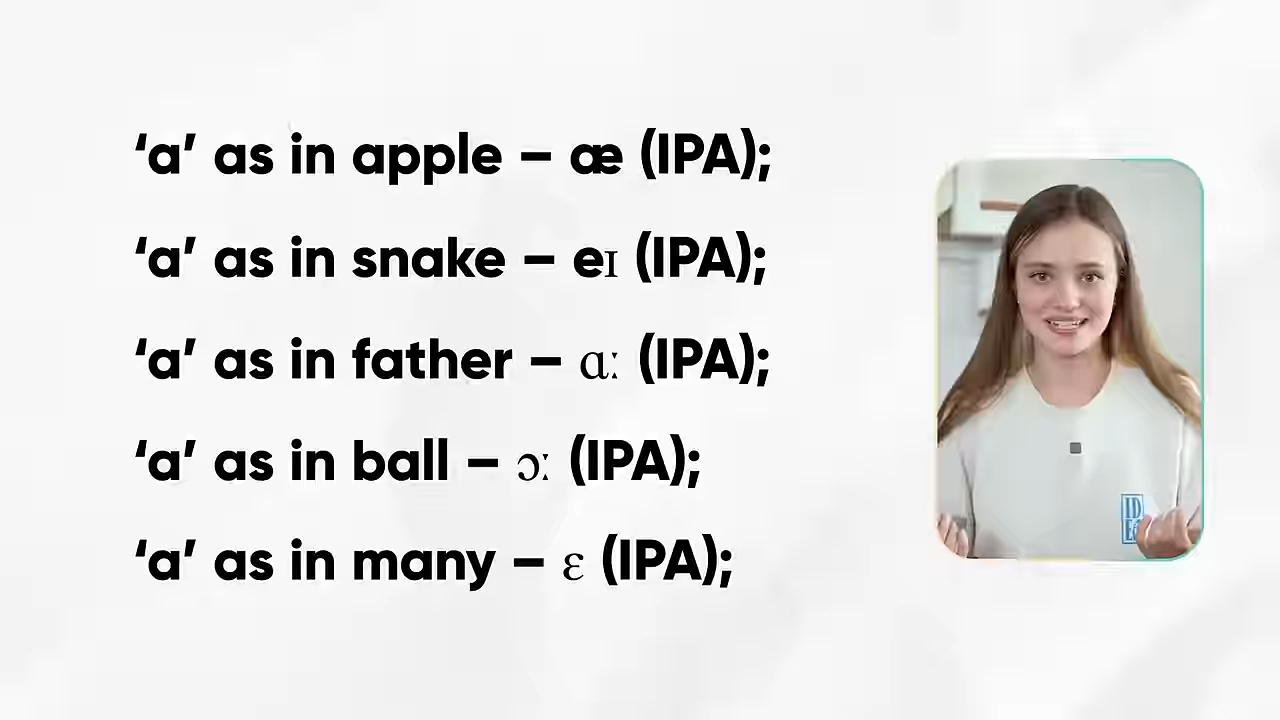 ‘a’ as in apple – æ (IPA);
‘a’ as in snake – eɪ (IPA);
‘a’ as in father – ɑː (IPA);
‘a’ as in ball – ɔː (IPA);
‘a’ as in many – ɛ (IPA);
ID